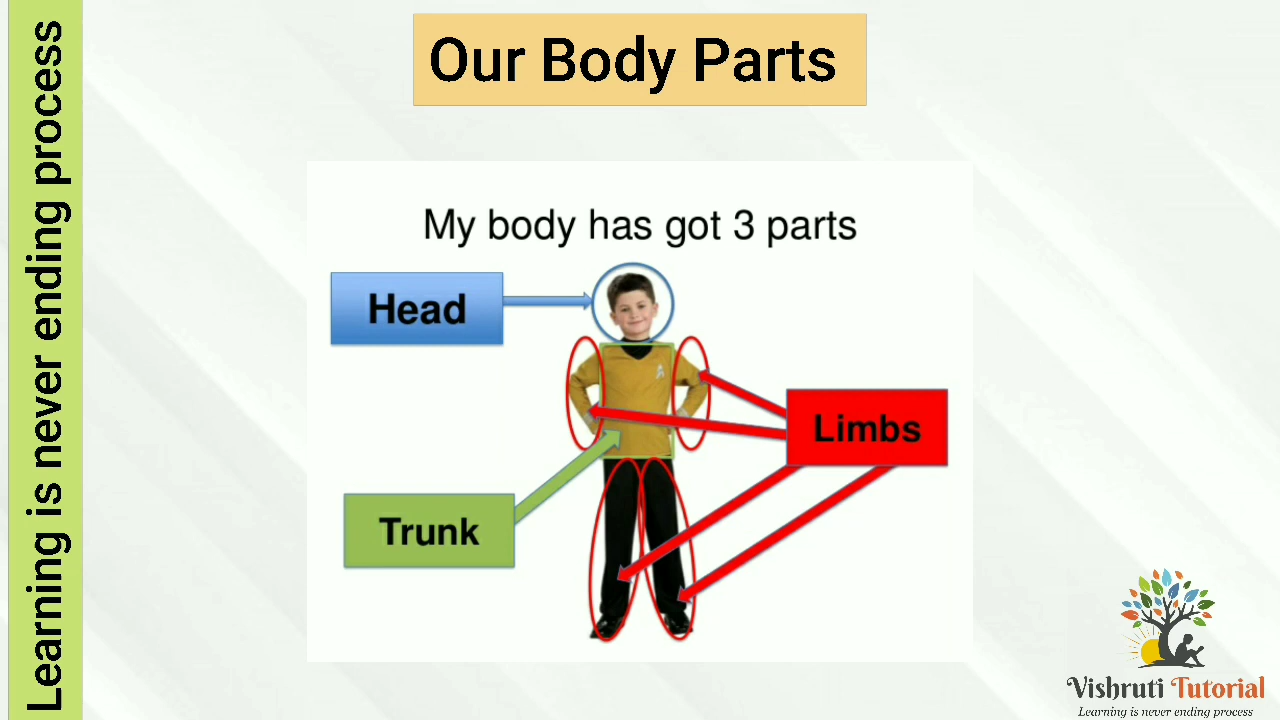 Learning is never ending process
Our Body Parts
My body has got 3 parts
Head
Limbs
Trunk
Vishruti Tutorial
Learning is never ending process